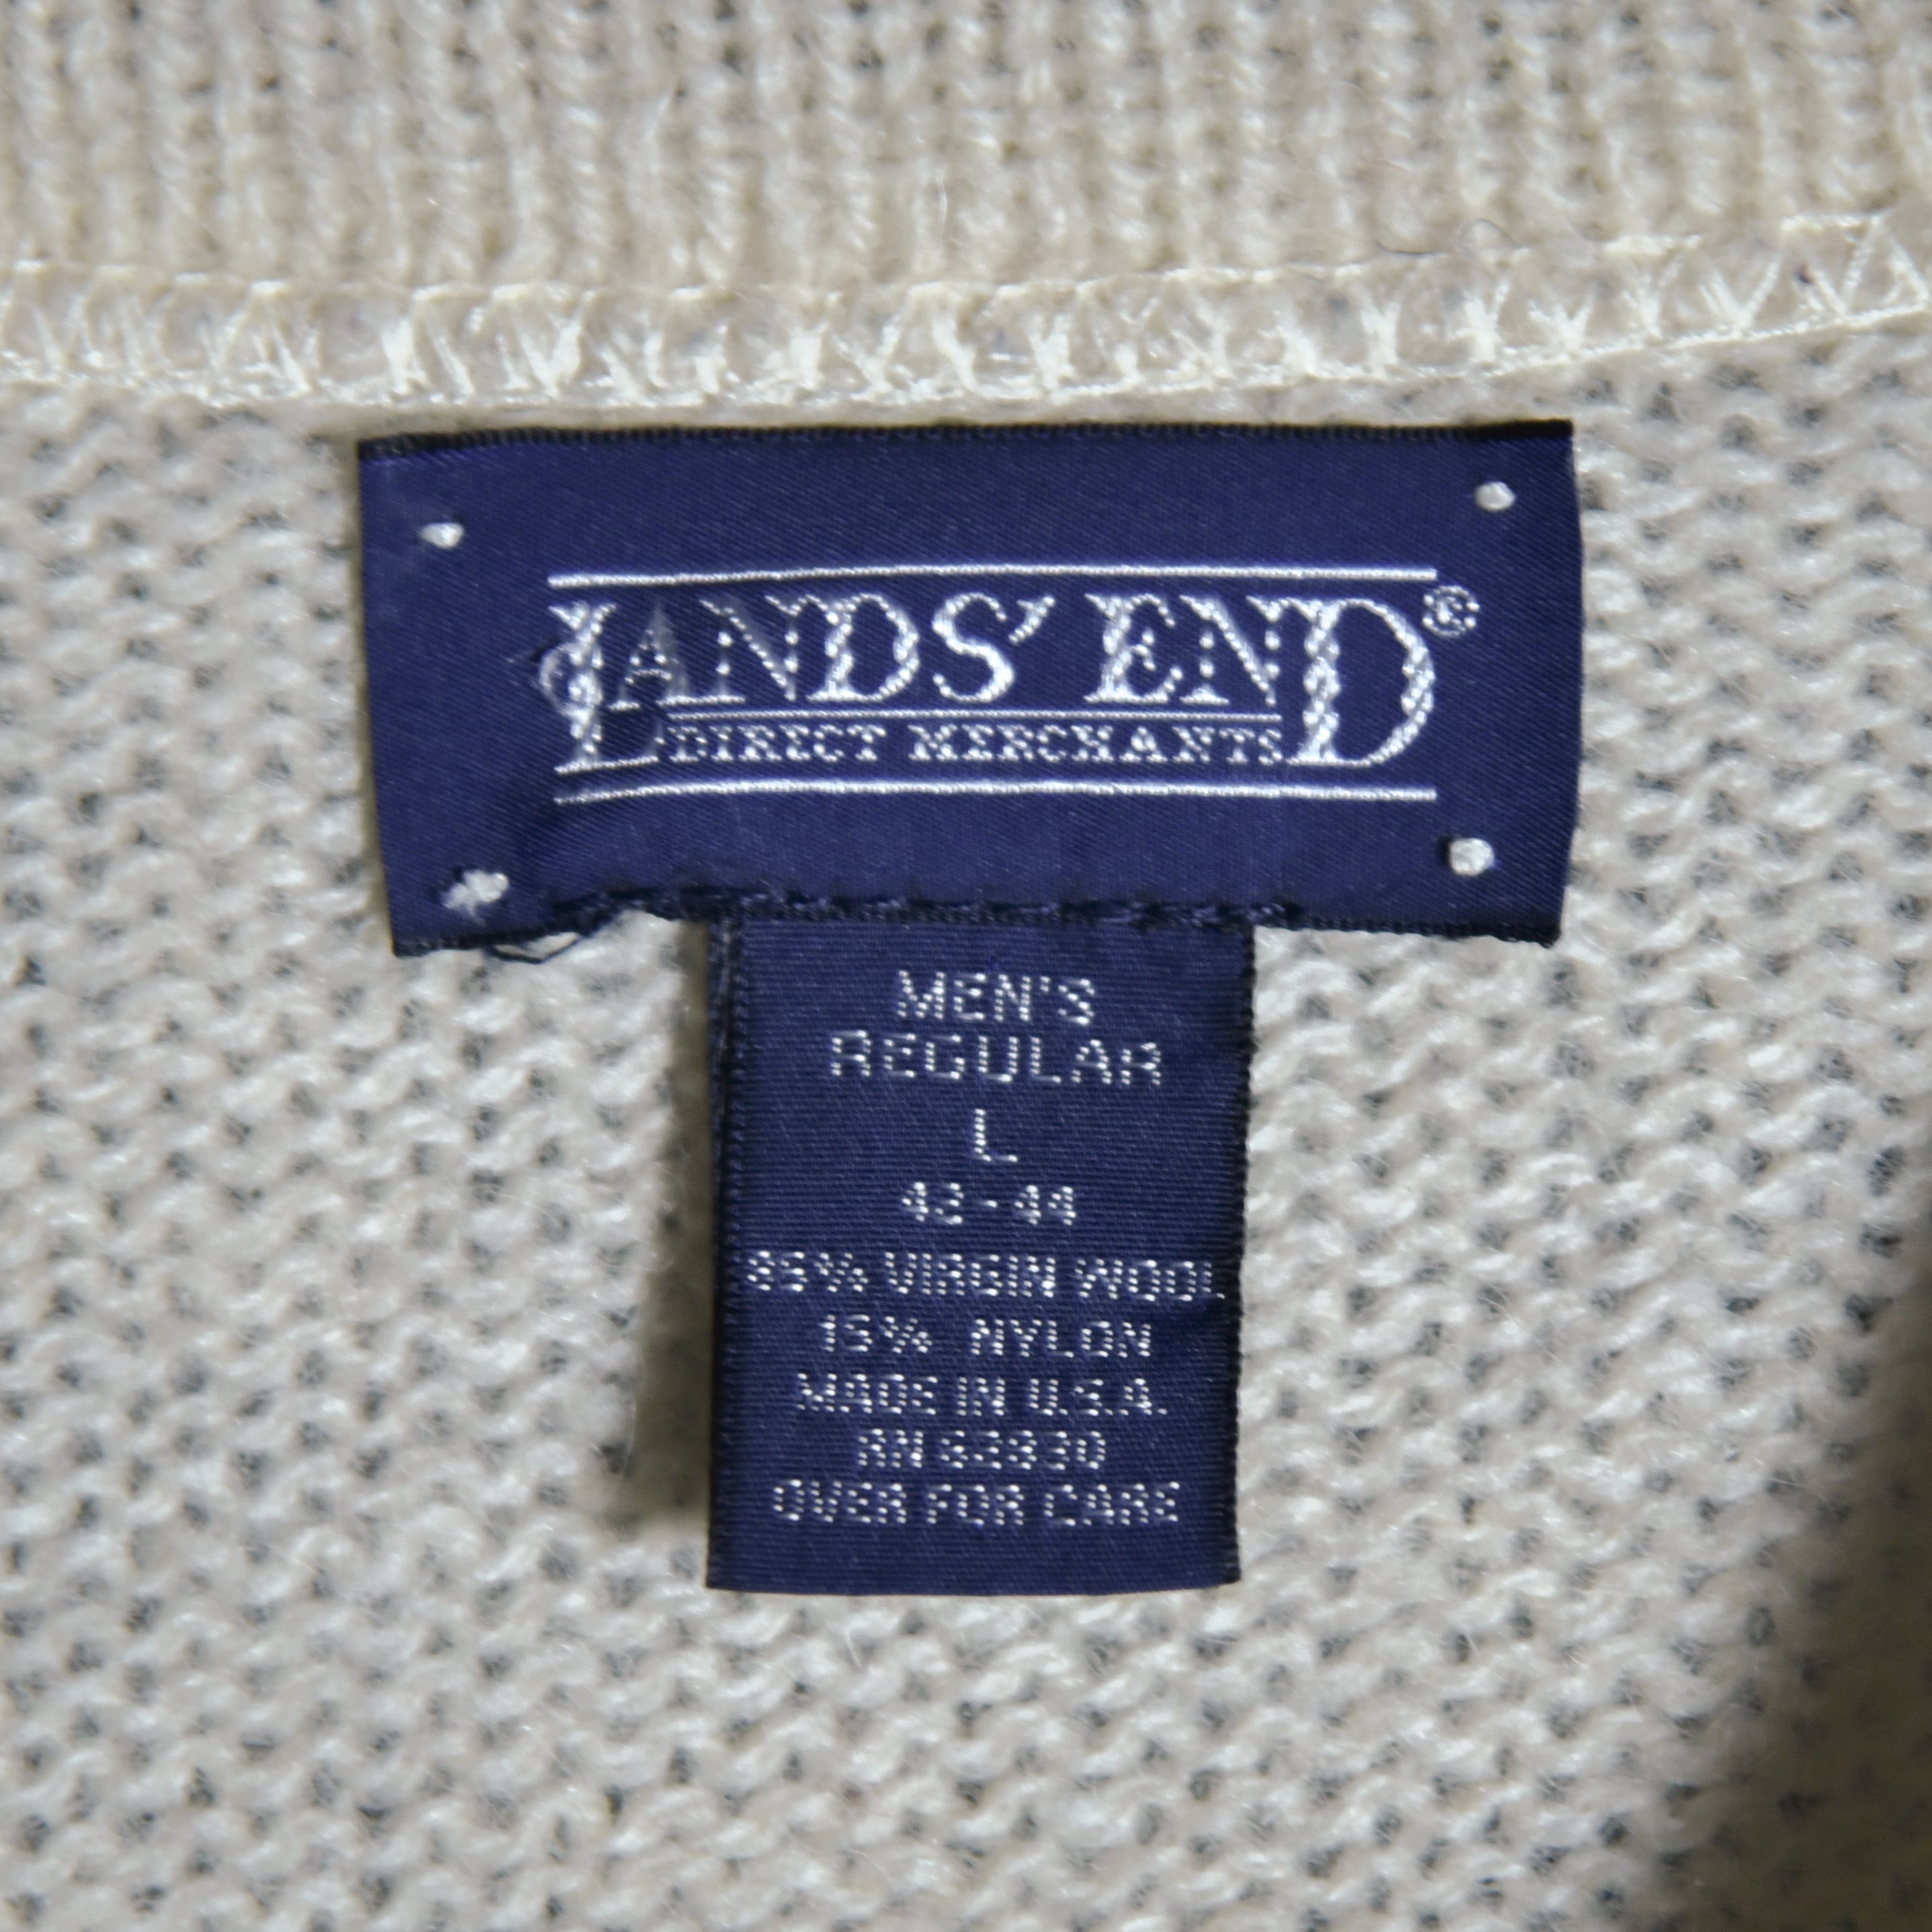 LANDS' END®
DIRECT MERCHANTS
MEN'S
REGULAR
L
42-44
85% VIRGIN WOOL
15% NYLON
MADE IN U.S.A.
RN 62830
OVER FOR CARE